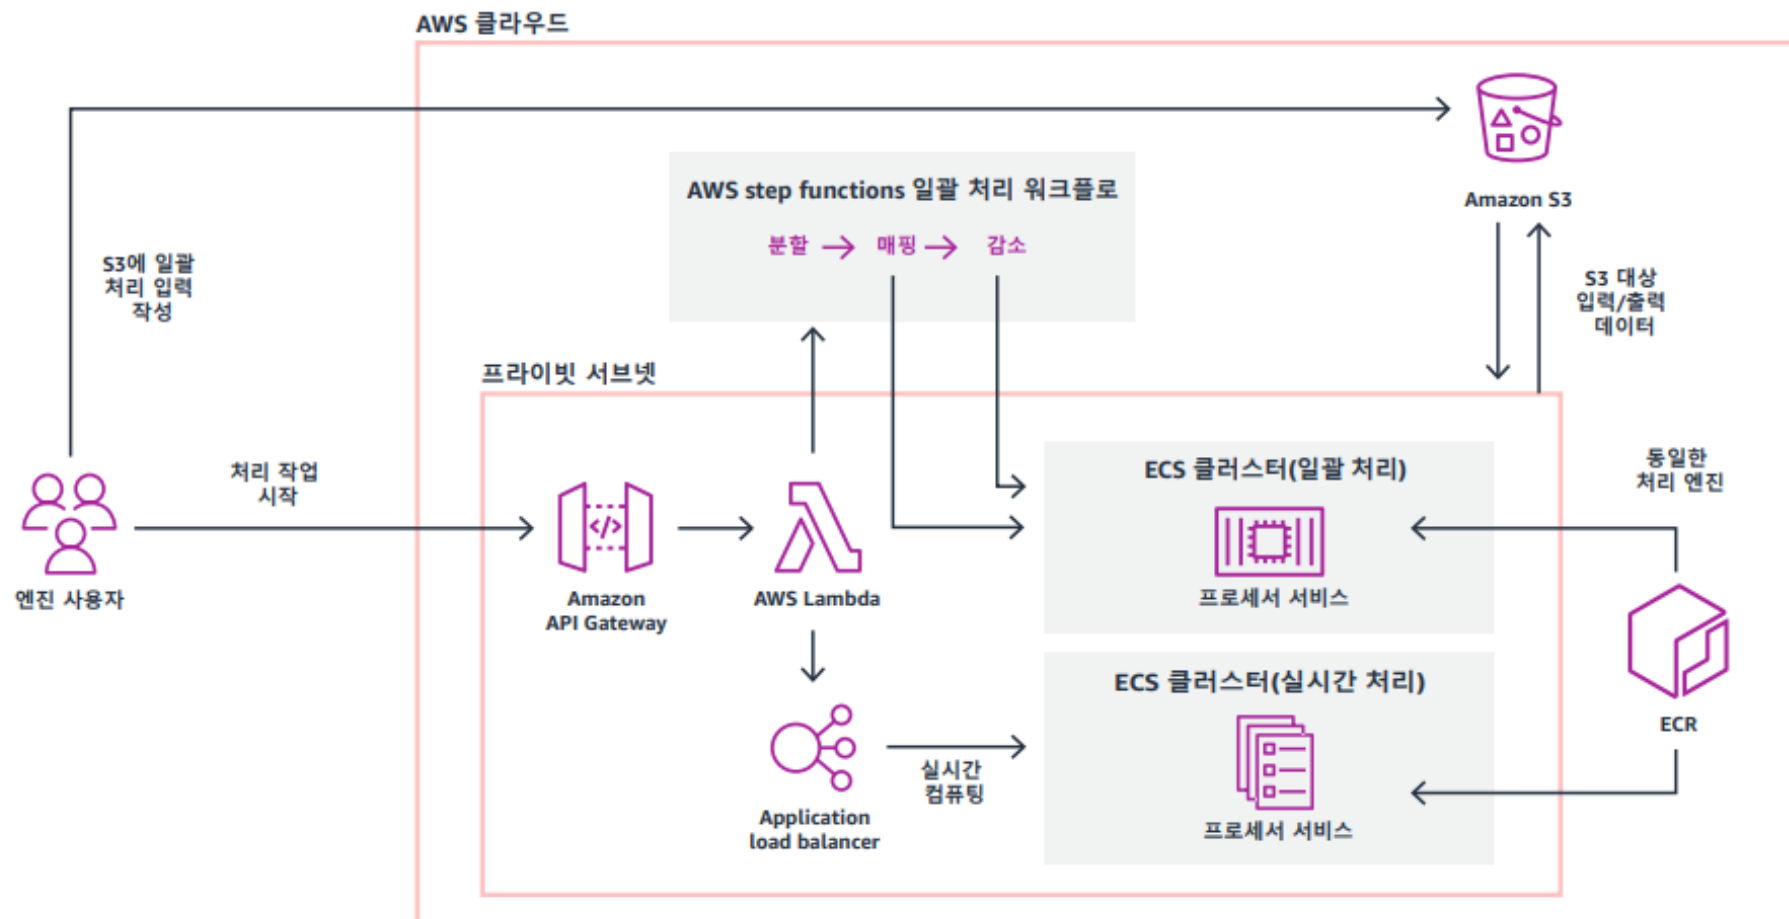 AWS 클라우드
Amazon S3
AWS step functions 일괄 처리 워크플로
분할 매핑 감소
S3에 일괄
처리 입력
작성
S3 대상
입력/출력
데이터
프라이빗 서브넷
처리 작업
시작
엔진 사용자
Amazon
API Gateway
AWS Lambda
ECS 클러스터(일괄 처리)
프로세서 서비스
동일한
처리 엔진
ECR
Application
load balancer
실시간
컴퓨팅
ECS 클러스터(실시간 처리)
프로세서 서비스